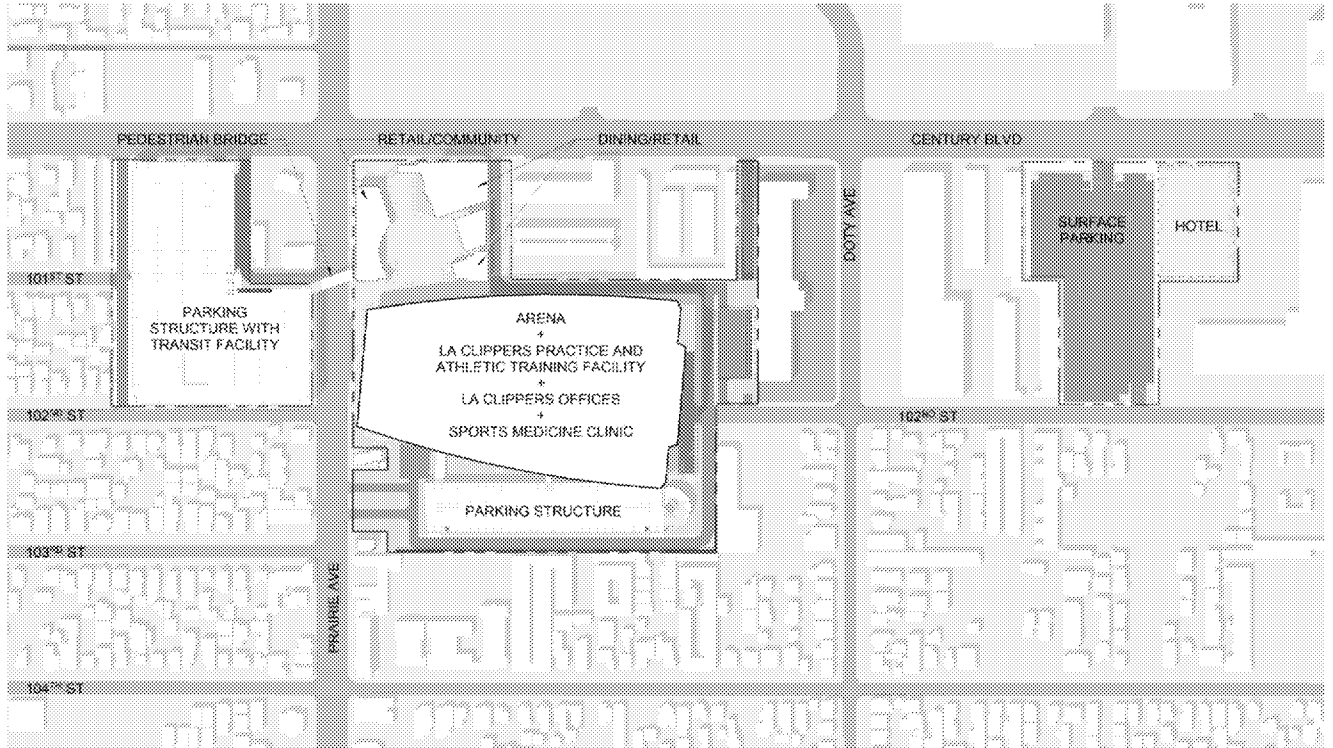 PEDESTRIAN BRIDGE
RETAIL/COMMUNITY
DINING/RETAIL
CENTURY BLVD
DOTY AVE
SURFACE
PARKING
HOTEL
101ST ST
PARKING
STRUCTURE WITH
TRANSIT FACILITY
ARENA
+
LA CLIPPERS PRACTICE AND
ATHLETIC TRAINING FACILITY
+
LA CLIPPERS OFFICES
+
SPORTS MEDICINE CLINIC
102ND ST
102ND ST
PARKING STRUCTURE
103RD ST
PRAIRIE AVE
104TH ST